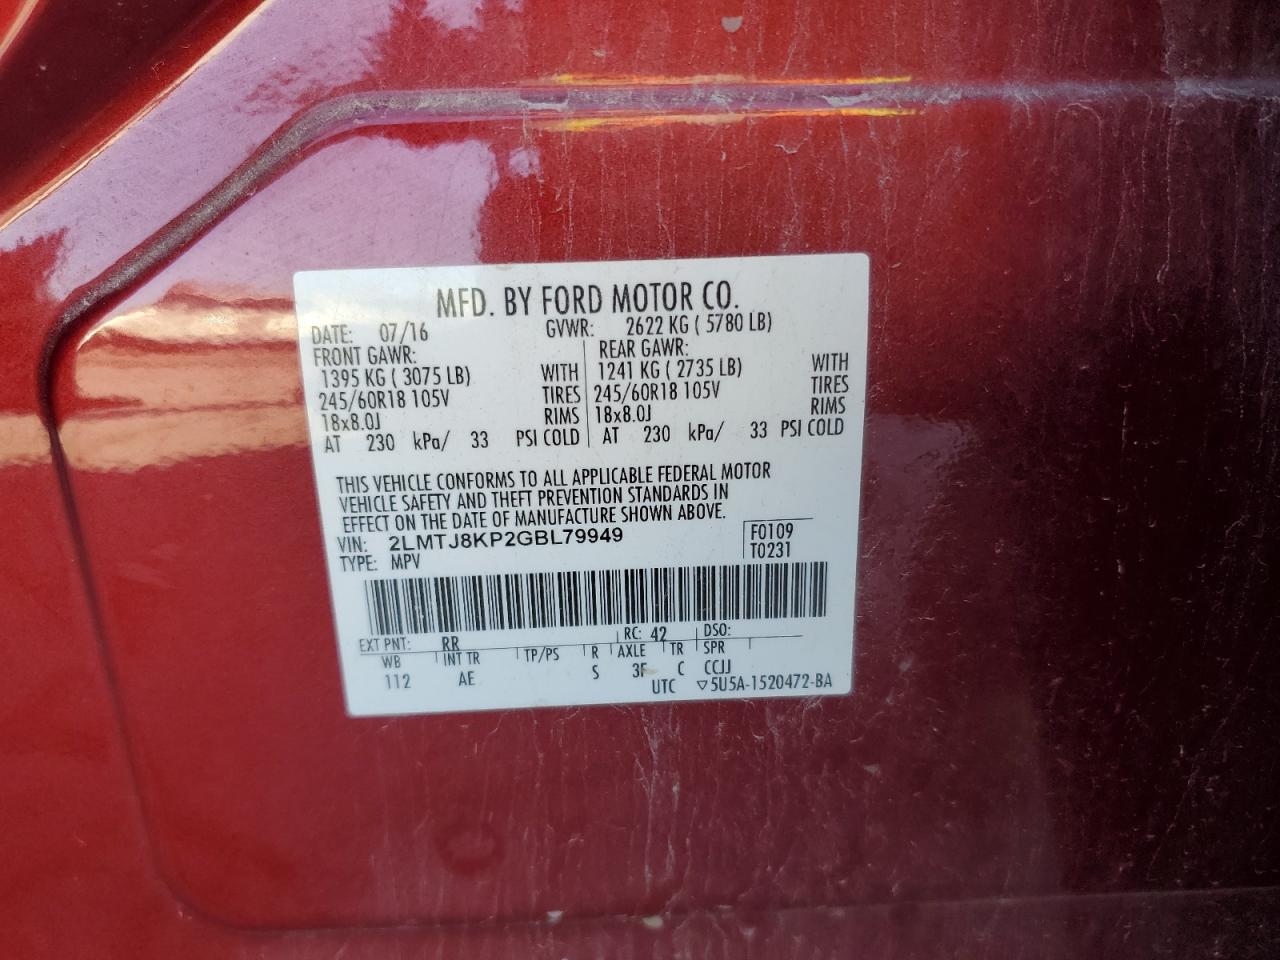 MFD. BY FORD MOTOR CO.
DATE: 07/16 GVWR: 2622 KG ( 5780 LB)
FRONT GAWR: REAR GAWR:
1395 KG ( 3075 LB) WITH 1241 KG ( 2735 LB) WITH
245/60R18 105V TIRES 245/60R18 105V TIRES
18x8.0J RIMS 18x8.0J RIMS
AT 230 kPa/ 33 PSI COLD AT 230 kPa/ 33 PSI COLD
THIS VEHICLE CONFORMS TO ALL APPLICABLE FEDERAL MOTOR
VEHICLE SAFETY AND THEFT PREVENTION STANDARDS IN
EFFECT ON THE DATE OF MANUFACTURE SHOWN ABOVE.
VIN: 2LMTJ8KP2GBL79949 F0109
TYPE: MPV T0231
EXT PNT: RR RC: 42 DSO:
WB INT TR TP/PS R AXLE TR SPR
112 AE S 3F C CCJJ
UTC ▽5U5A-1520472-BA